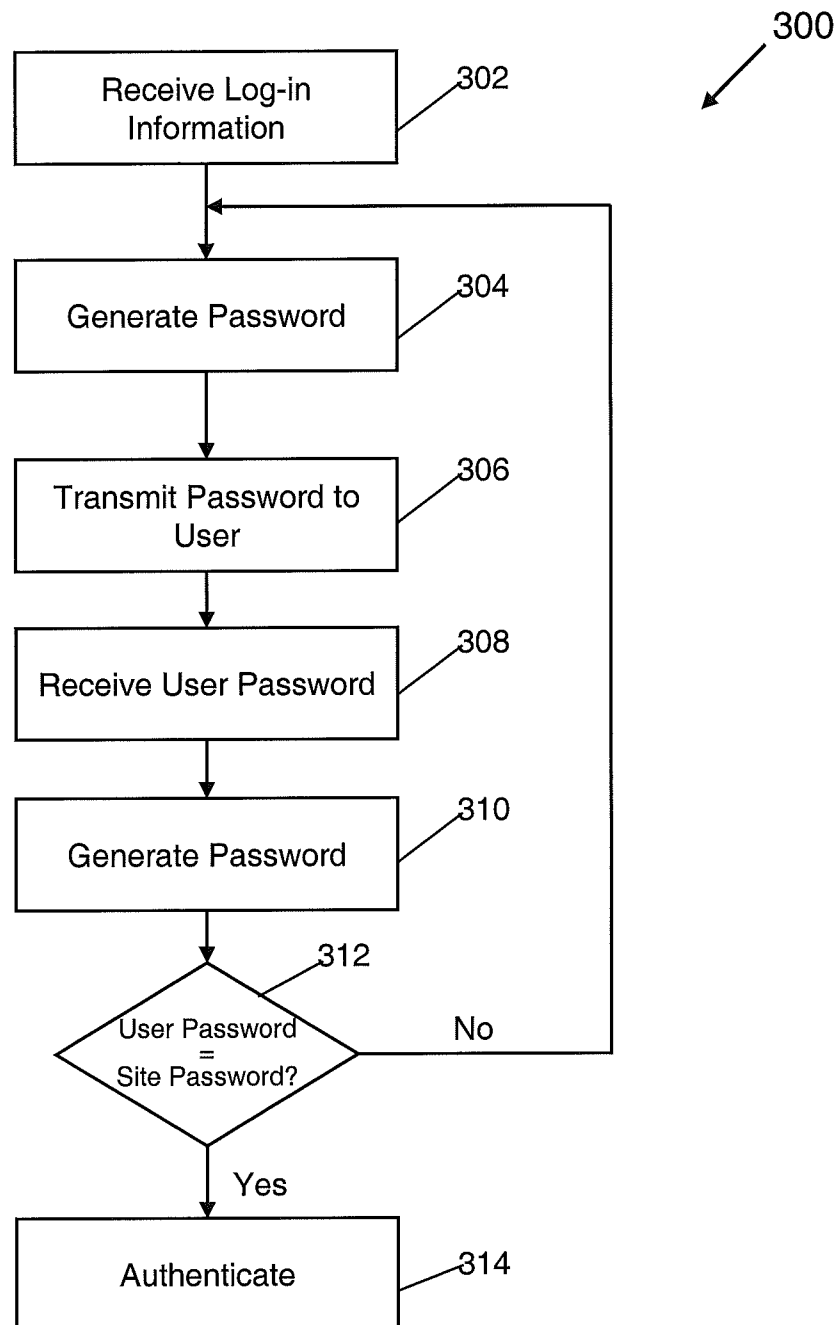 300
Receive Log-in
Information
302
Generate Password
304
Transmit Password to
User
306
Receive User Password
308
Generate Password
310
312
User Password
=
Site Password?
No
Yes
Authenticate
314